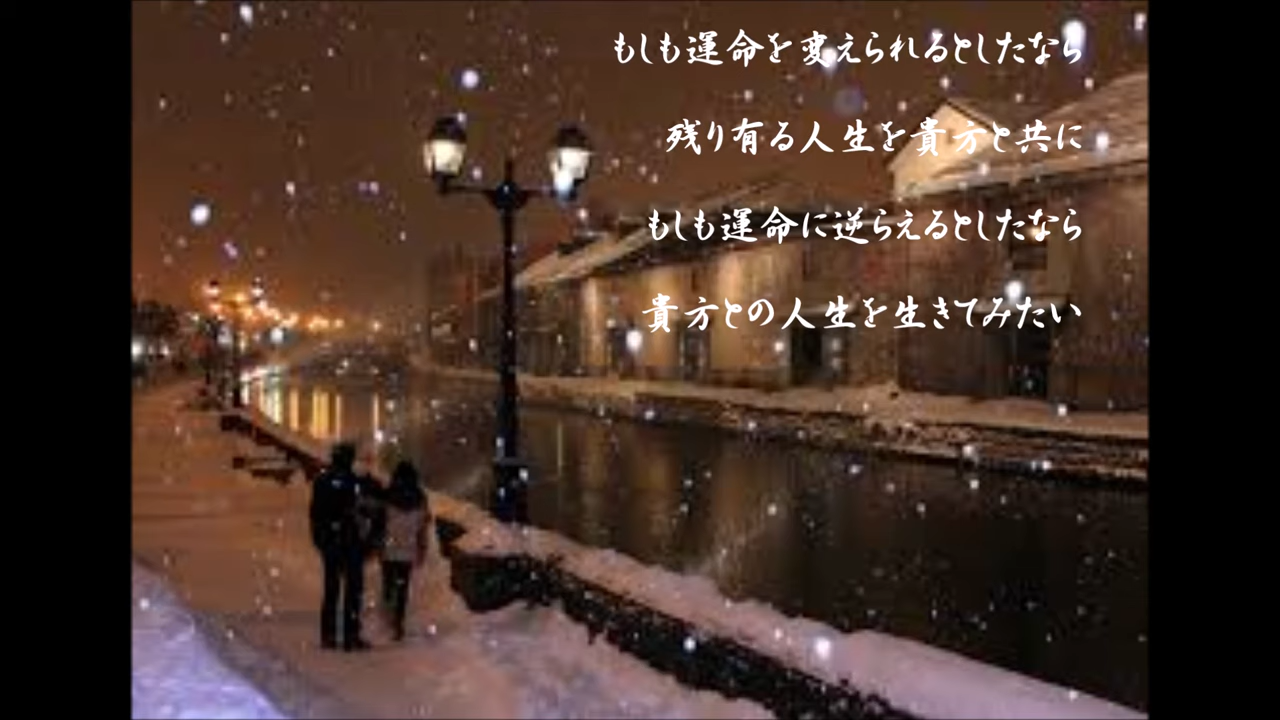 もしも運命を変えられるとしたなら
残り有る人生を貴方と共に
もしも運命に逆らえるとしたなら
貴方との人生を生きてみたい